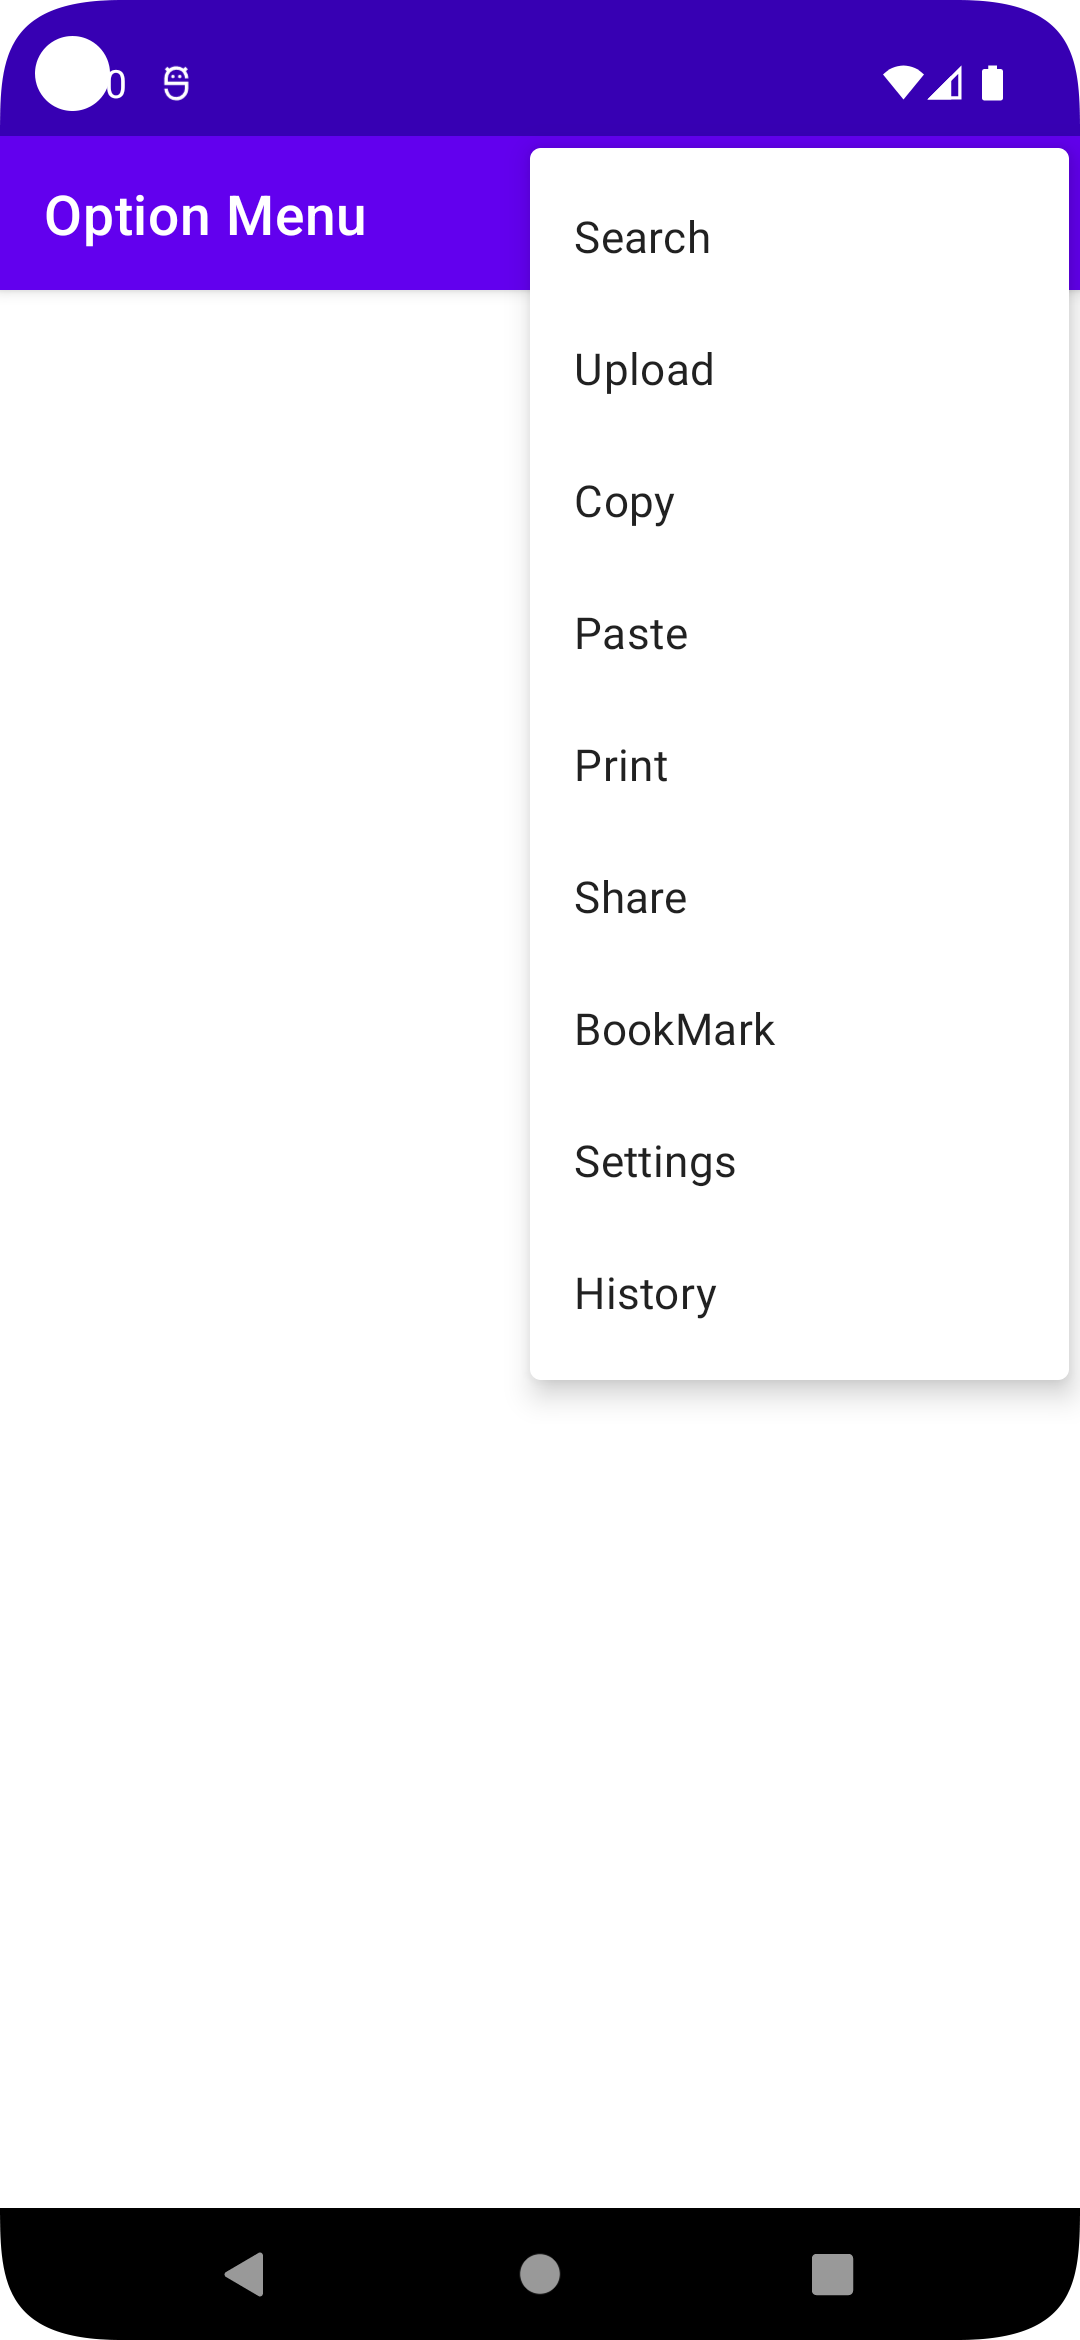 Option Menu
Search
Upload
Copy
Paste
Print
Share
BookMark
Settings
History